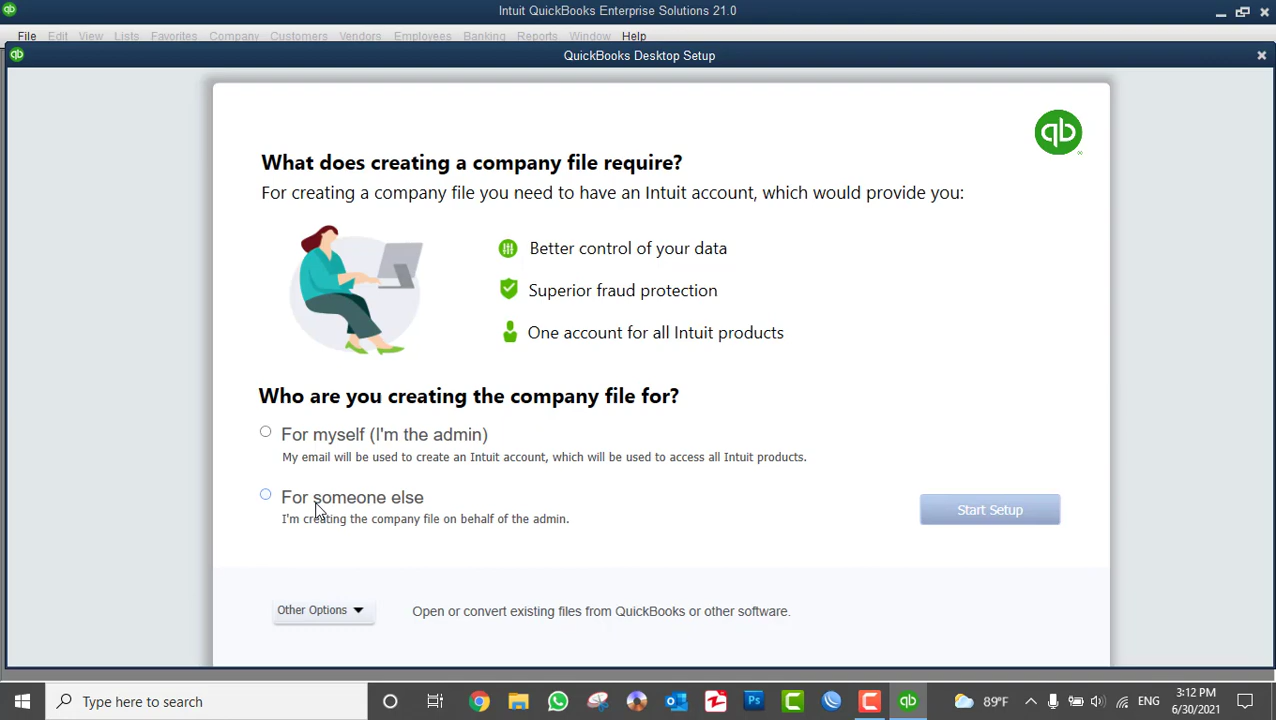 Intuit QuickBooks Enterprise Solutions 21.0
File Edit View Lists Favorites Company Customers Vendors Employees Banking Reports Window Help
QuickBooks Desktop Setup
qb
What does creating a company file require?
For creating a company file you need to have an Intuit account, which would provide you:
Better control of your data
Superior fraud protection
One account for all Intuit products
Who are you creating the company file for?
For myself (I'm the admin)
My email will be used to create an Intuit account, which will be used to access all Intuit products.
For someone else
I'm creating the company file on behalf of the admin.
Start Setup
Other Options
Open or convert existing files from QuickBooks or other software.
Type here to search
Ps
qb
89°F
ENG
3:12 PM
6/30/2021